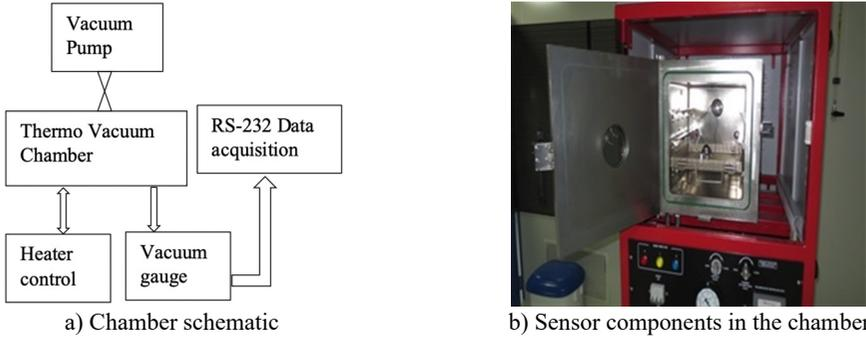 Vacuum
Pump
Thermo Vacuum
Chamber
RS-232 Data
acquisition
Heater
control
Vacuum
gauge
a) Chamber schematic
b) Sensor components in the chamber